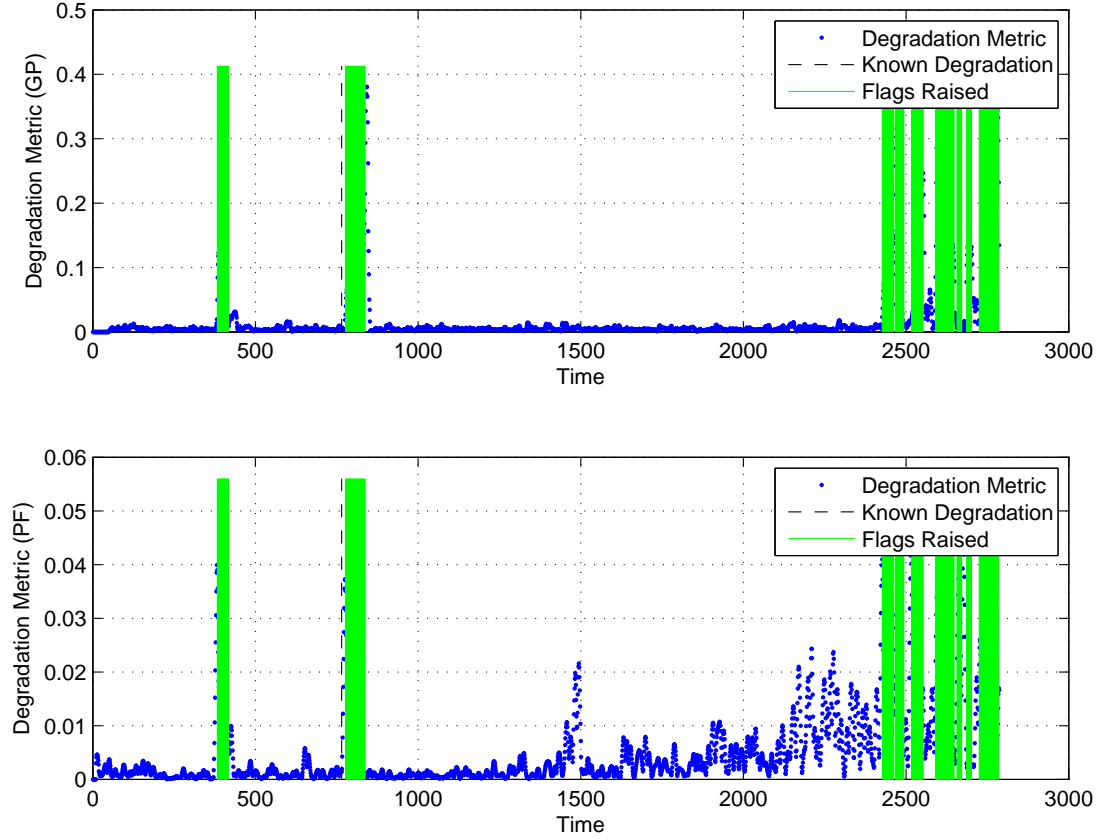 0.5
0.4
0.3
0.2
0.1
0
Degradation Metric (GP)
Degradation Metric
Known Degradation
Flags Raised
0 500 1000 1500 2000 2500 3000
Time
0.06
0.05
0.04
0.03
0.02
0.01
0
Degradation Metric (PF)
Degradation Metric
Known Degradation
Flags Raised
0 500 1000 1500 2000 2500 3000
Time